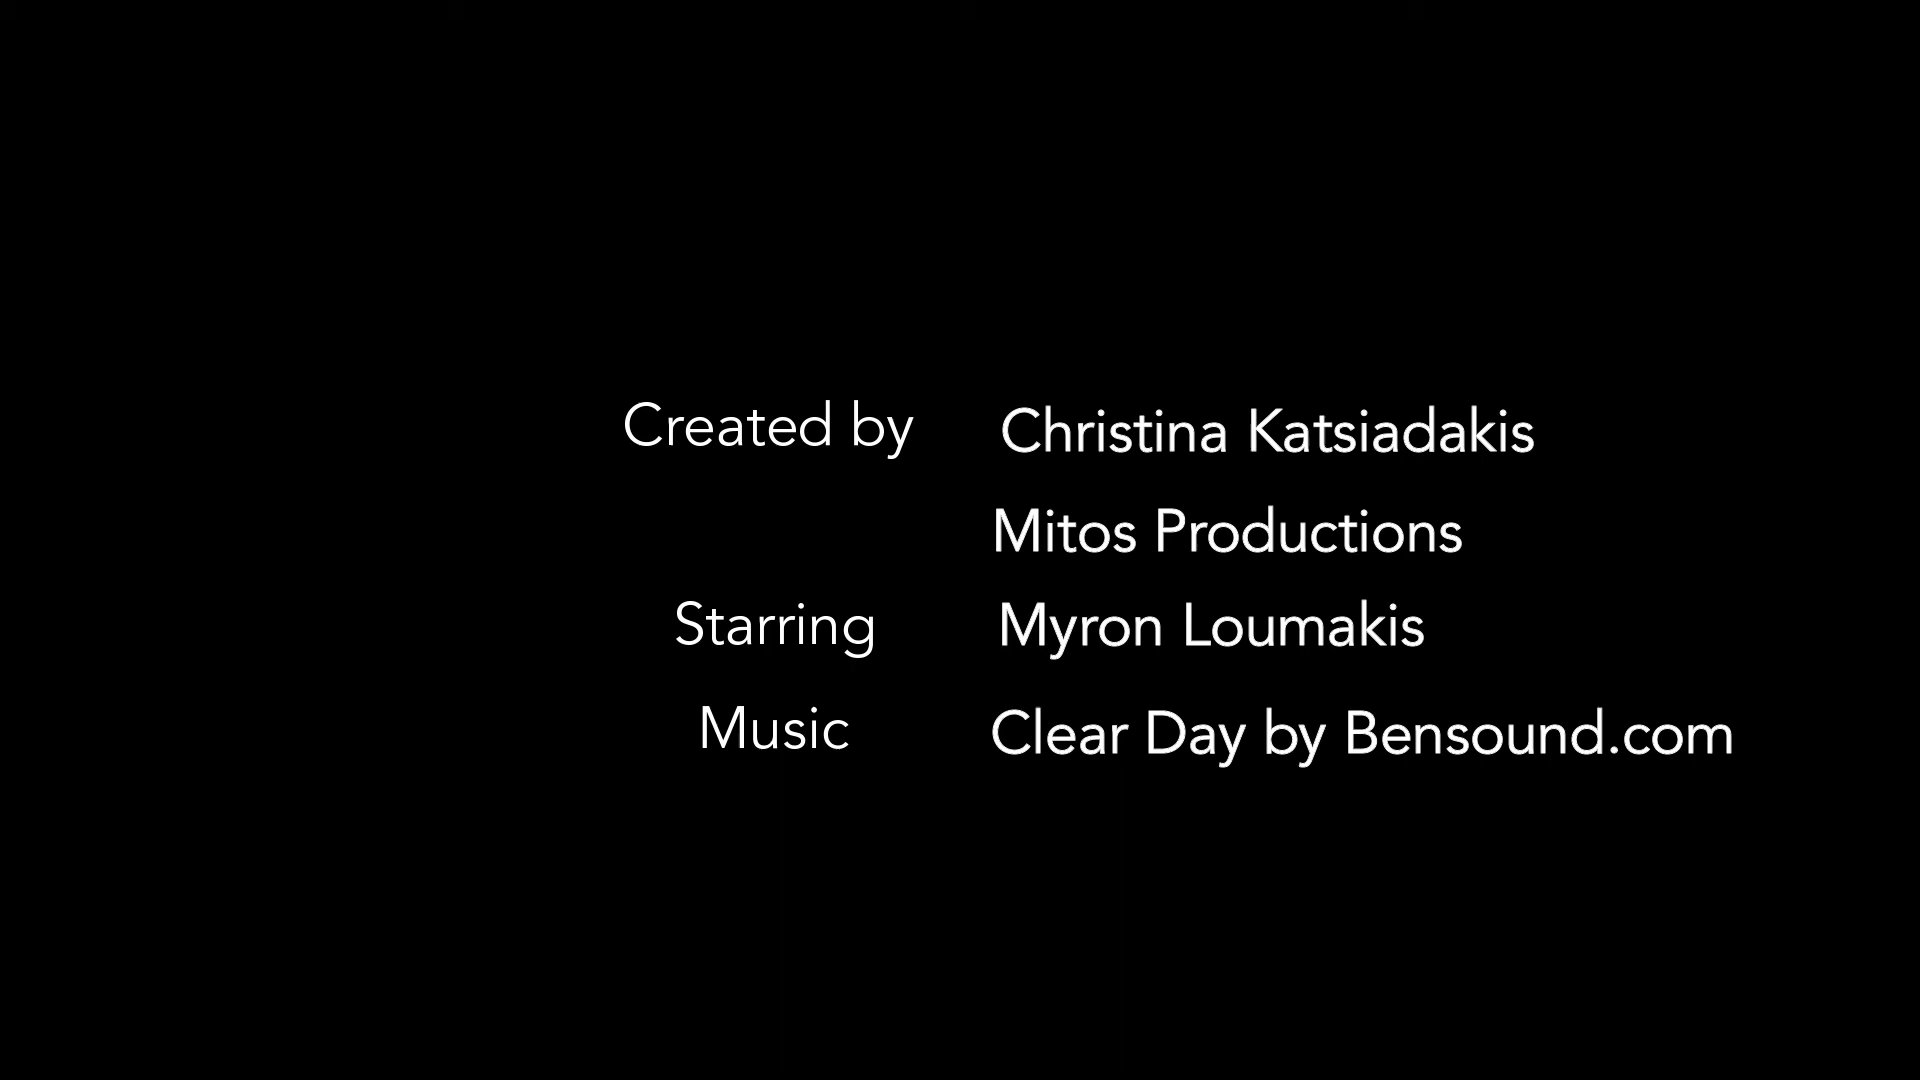 Created by Christina Katsiadakis
Mitos Productions
Starring Myron Loumakis
Music Clear Day by Bensound.com